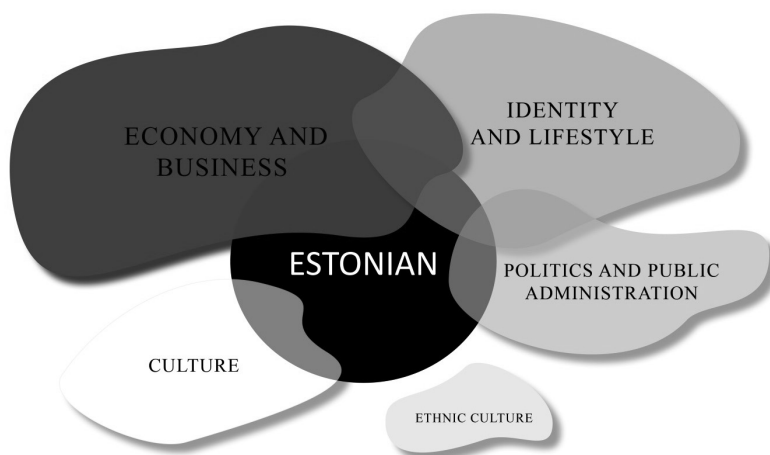 ECONOMY AND
BUSINESS
IDENTITY
AND LIFESTYLE
ESTONIAN
POLITICS AND PUBLIC
ADMINISTRATION
CULTURE
ETHNIC CULTURE